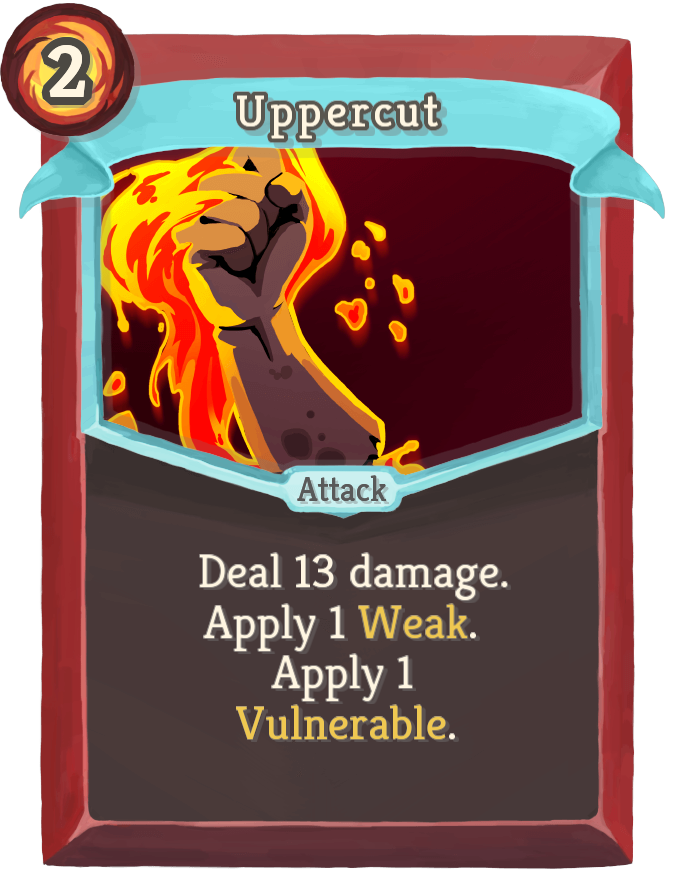 2
Uppercut
Attack
Deal 13 damage.
Apply 1 Weak.
Apply 1
Vulnerable.